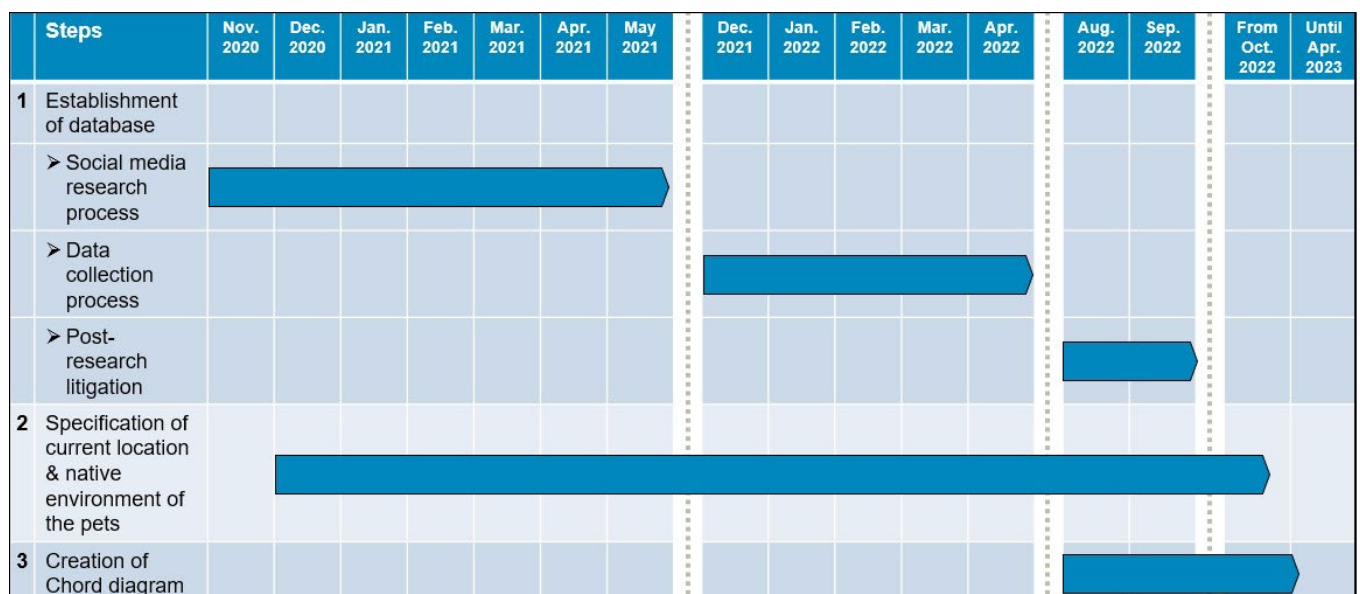 Steps
Nov. 2020
Dec. 2020
Jan. 2021
Feb. 2021
Mar. 2021
Apr. 2021
May 2021
Dec. 2021
Jan. 2022
Feb. 2022
Mar. 2022
Apr. 2022
Aug. 2022
Sep. 2022
From Oct. 2022
Until Apr. 2023
1 Establishment
of database
➢ Social media
research
process
➢ Data
collection
process
➢ Post-
research
litigation
2 Specification of
current location
& native
environment of
the pets
3 Creation of
Chord diagram